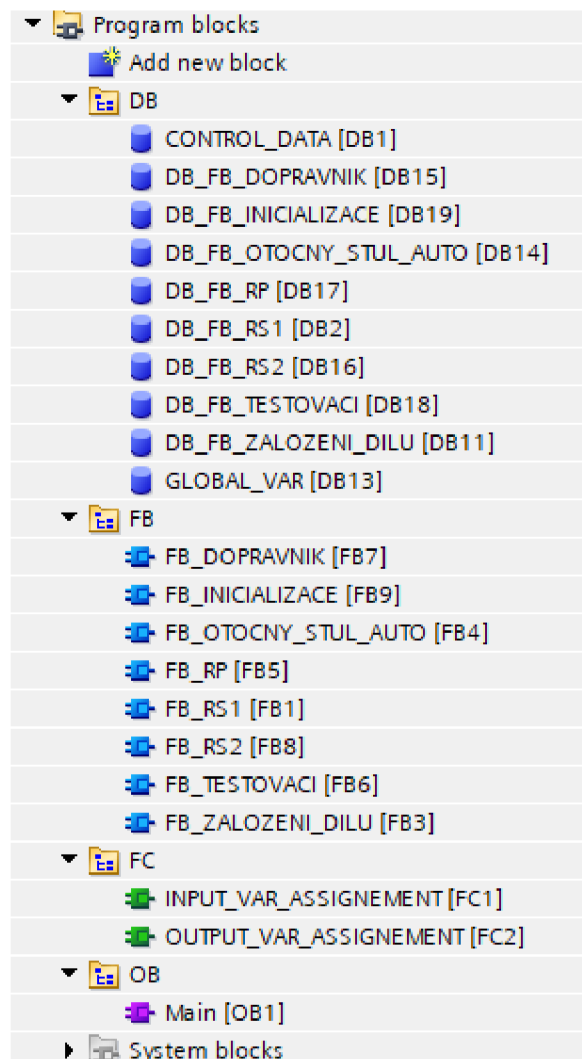 Program blocks
Add new block
DB
CONTROL_DATA [DB1]
DB_FB_DOPRAVNIK [DB15]
DB_FB_INICIALIZACE [DB19]
DB_FB_OTOCNY_STUL_AUTO [DB14]
DB_FB_RP [DB17]
DB_FB_RS1 [DB2]
DB_FB_RS2 [DB16]
DB_FB_TESTOVACI [DB18]
DB_FB_ZALOZENI_DILU [DB11]
GLOBAL_VAR [DB13]
FB
FB_DOPRAVNIK [FB7]
FB_INICIALIZACE [FB9]
FB_OTOCNY_STUL_AUTO [FB4]
FB_RP [FB5]
FB_RS1 [FB1]
FB_RS2 [FB8]
FB_TESTOVACI [FB6]
FB_ZALOZENI_DILU [FB3]
FC
INPUT_VAR_ASSIGNEMENT [FC1]
OUTPUT_VAR_ASSIGNEMENT [FC2]
OB
Main [OB1]
System blocks